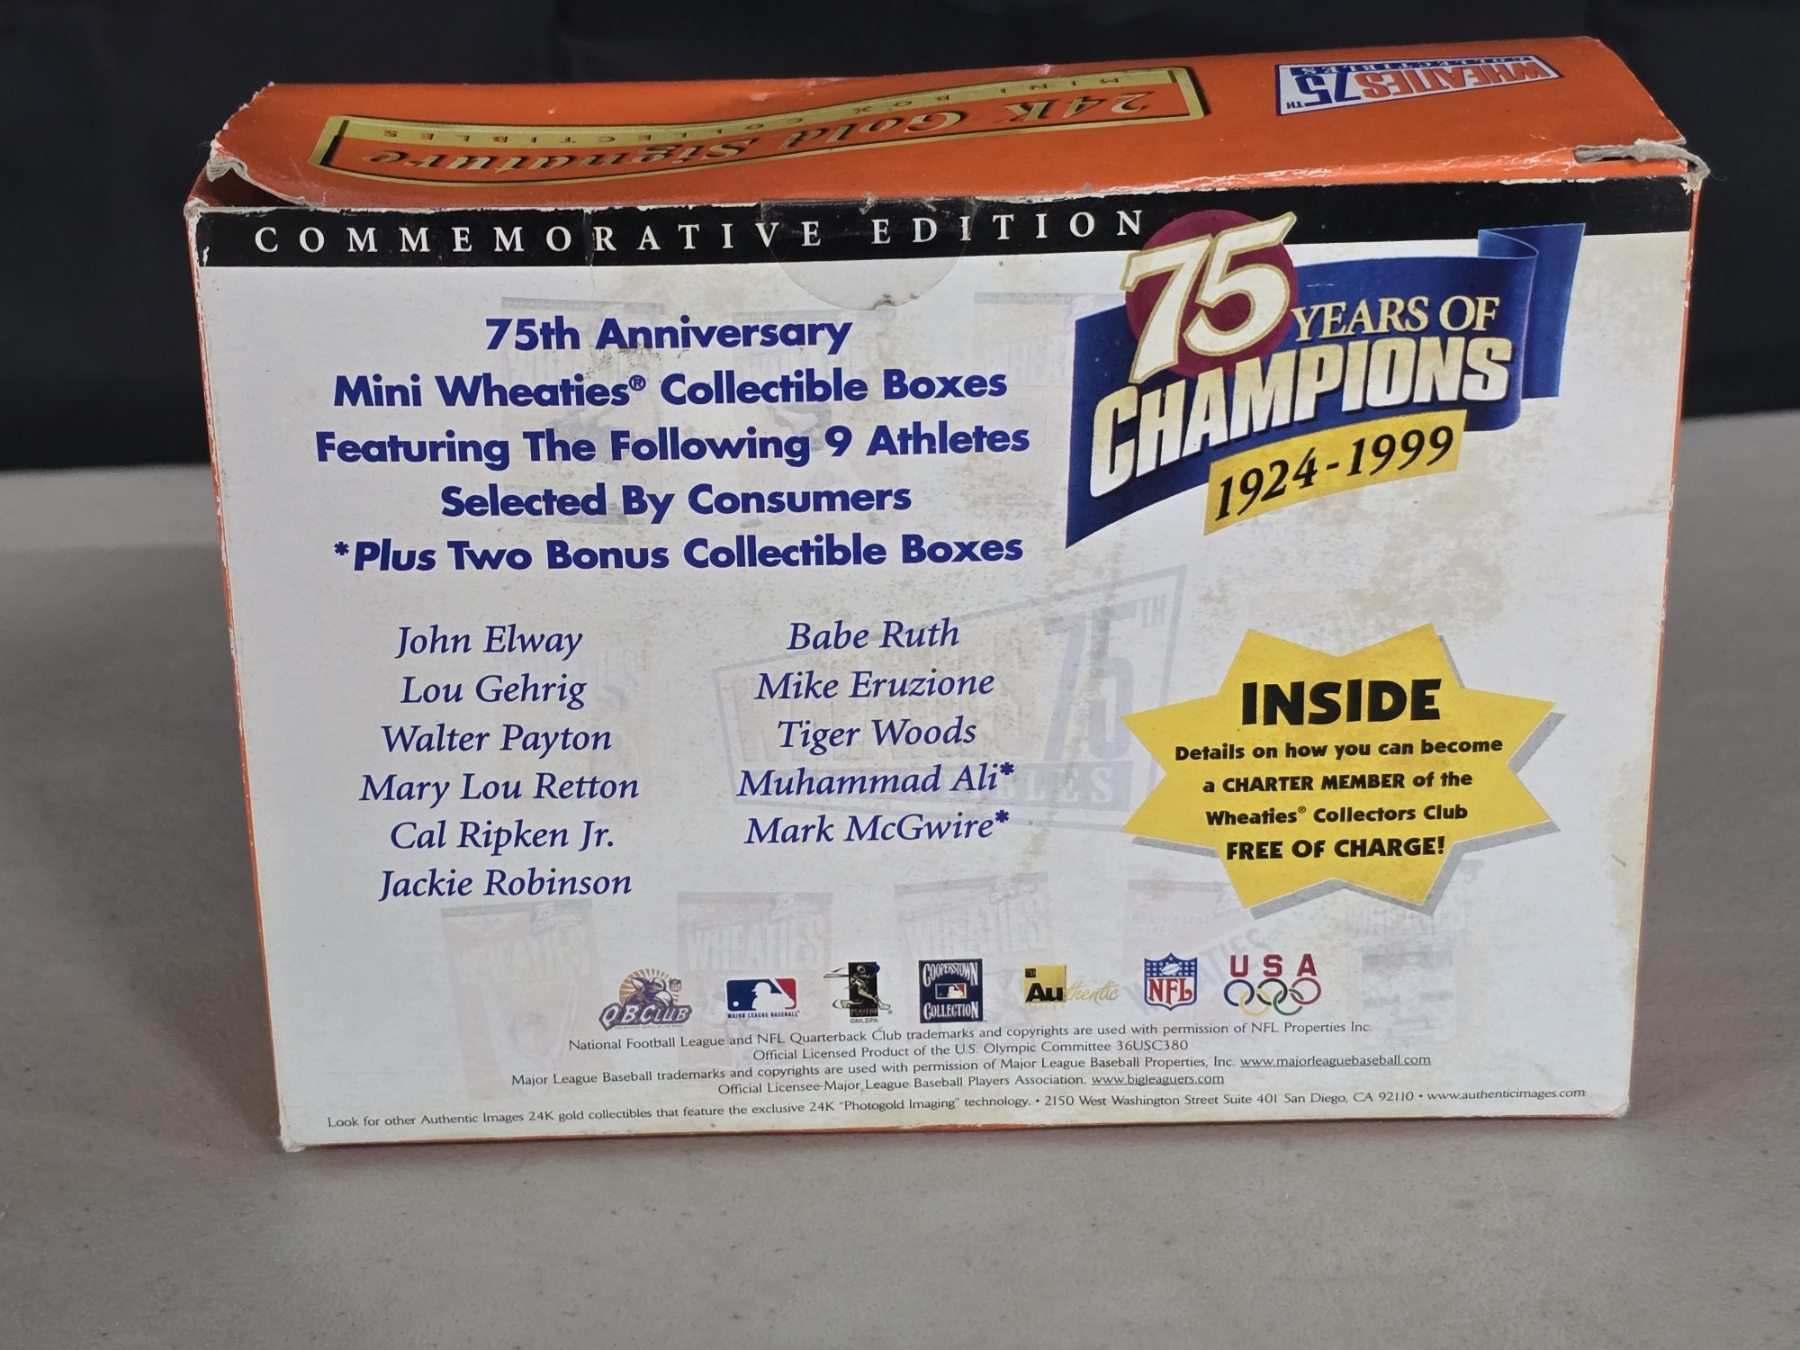 24K Gold Signature
MINI BOX COLLECTIBLES
WHEATIES 75TH
COLLECTIBLES
COMMEMORATIVE EDITION
75 YEARS OF
CHAMPIONS
1924-1999
75th Anniversary
Mini Wheaties® Collectible Boxes
Featuring The Following 9 Athletes
Selected By Consumers
*Plus Two Bonus Collectible Boxes
John Elway
Lou Gehrig
Walter Payton
Mary Lou Retton
Cal Ripken Jr.
Jackie Robinson
Babe Ruth
Mike Eruzione
Tiger Woods
Muhammad Ali*
Mark McGwire*
INSIDE
Details on how you can become
a CHARTER MEMBER of the
Wheaties® Collectors Club
FREE OF CHARGE!
QB CLUB
MAJOR LEAGUE BASEBALL
©MLBPA
COOPERSTOWN
COLLECTION
Authentic
NFL
USA
National Football League and NFL Quarterback Club trademarks and copyrights are used with permission of NFL Properties Inc.
Official Licensed Product of the U.S. Olympic Committee 36USC380
Major League Baseball trademarks and copyrights are used with permission of Major League Baseball Properties, Inc. www.majorleaguebaseball.com
Official Licensee-Major League Baseball Players Association. www.bigleaguers.com
Look for other Authentic Images 24K gold collectibles that feature the exclusive 24K "Photogold Imaging" technology. • 2150 West Washington Street Suite 401 San Diego, CA 92110 • www.authenticimages.com